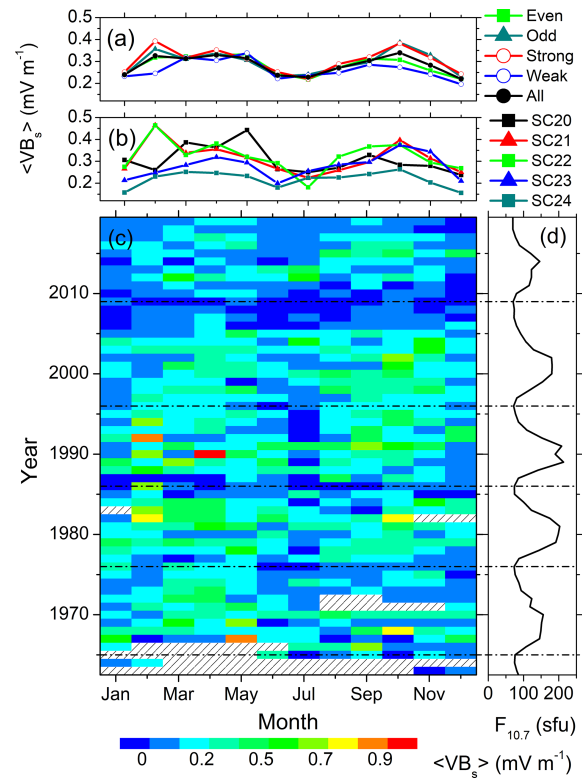 <VB_s> (mV m^-1)
0.5
0.4
0.3
0.2
(a)
Even
Odd
Strong
Weak
All
0.5
0.4
0.3
0.2
(b)
SC20
SC21
SC22
SC23
SC24
Year
2010
2000
1990
1980
1970
(c)
(d)
Jan Mar May Jul Sep Nov
Month
0 100 200
F_10.7 (sfu)
0 0.2 0.5 0.7 0.9
<VB_s> (mV m^-1)